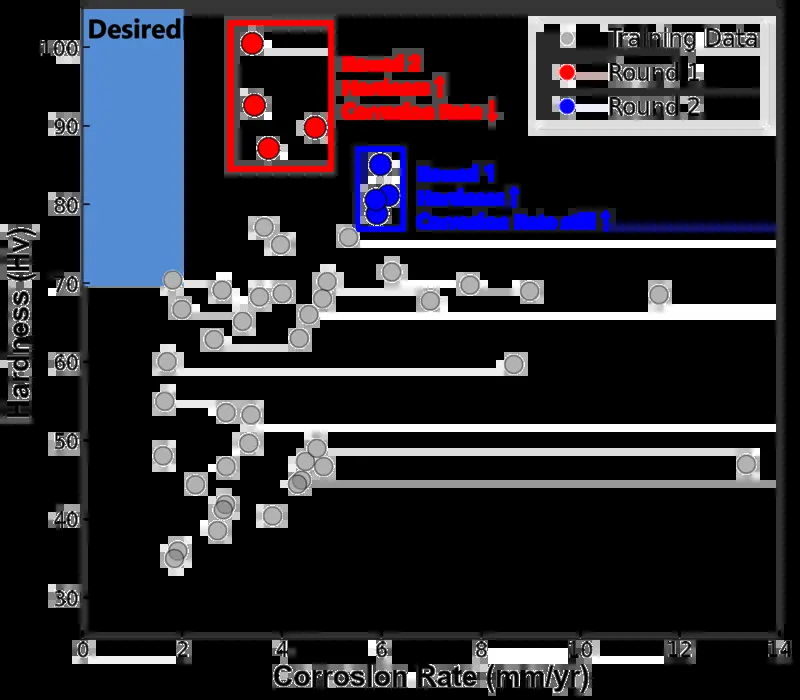 Desired
100
90
80
70
60
50
40
30
Hardness (Hv)
Round 2
Hardness ↑
Corrosion Rate ↓
Round 1
Hardness ↑
Corrosion Rate still ↑
Training Data
Round 1
Round 2
0 2 4 6 8 10 12 14
Corrosion Rate (mm/yr)